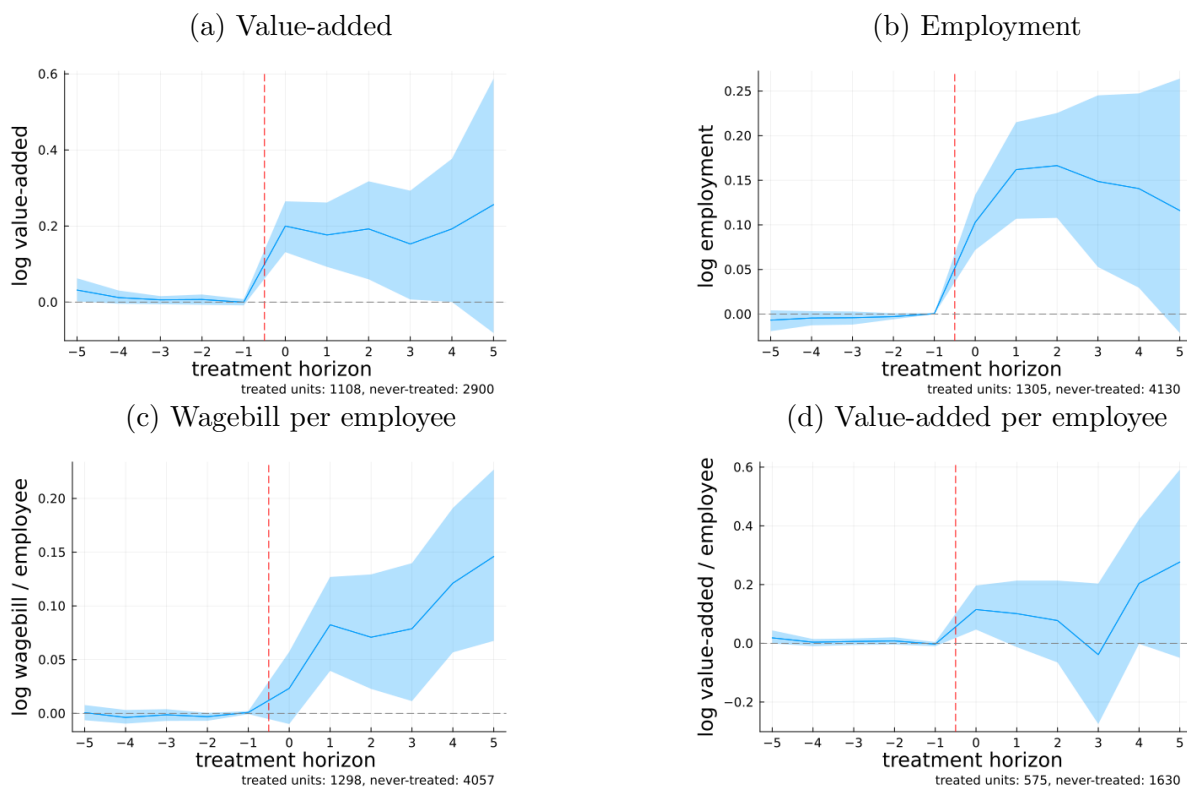 (a) Value-added
log value-added
0.6
0.4
0.2
0.0
−5 −4 −3 −2 −1 0 1 2 3 4 5
treatment horizon
treated units: 1108, never-treated: 2900
(b) Employment
log employment
0.25
0.20
0.15
0.10
0.05
0.00
−5 −4 −3 −2 −1 0 1 2 3 4 5
treatment horizon
treated units: 1305, never-treated: 4130
(c) Wagebill per employee
log wagebill / employee
0.20
0.15
0.10
0.05
0.00
−5 −4 −3 −2 −1 0 1 2 3 4 5
treatment horizon
treated units: 1298, never-treated: 4057
(d) Value-added per employee
log value-added / employee
0.6
0.4
0.2
0.0
−0.2
−5 −4 −3 −2 −1 0 1 2 3 4 5
treatment horizon
treated units: 575, never-treated: 1630